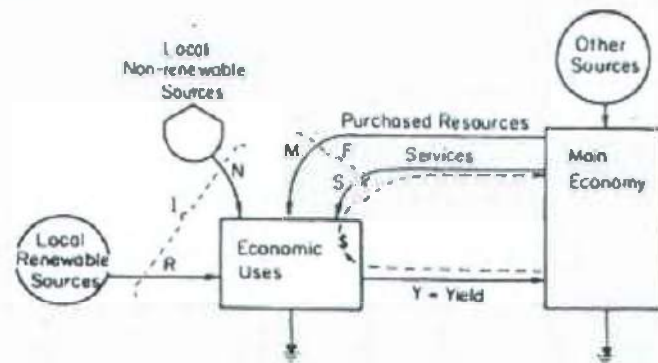 Local
Non-renewable
Sources
Other
Sources
Purchased Resources
M
F
Services
S
Main
Economy
N
I
Local
Renewable
Sources
R
Economic
Uses
$
Y = Yield